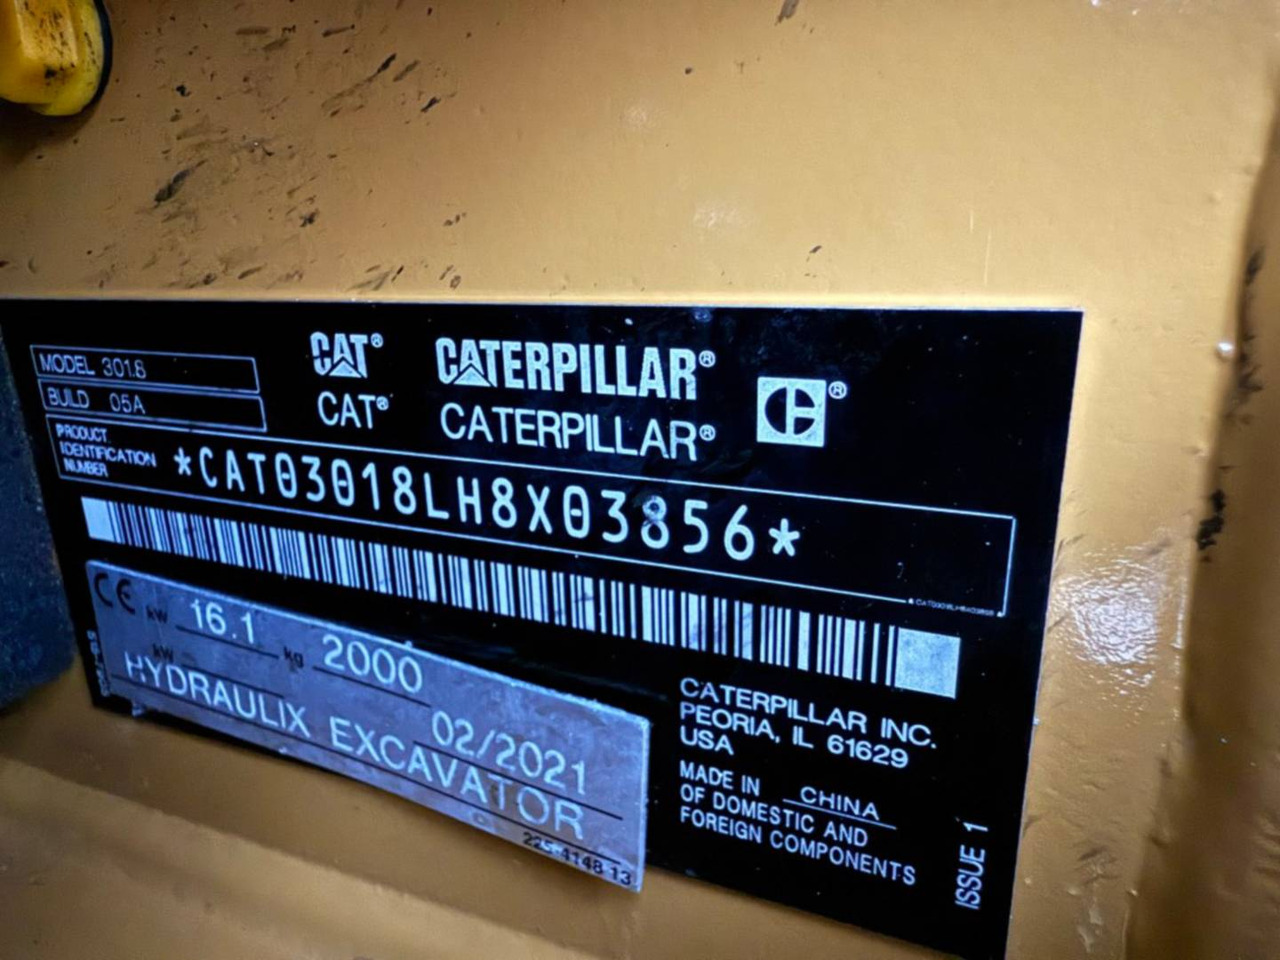 MODEL 301.8
BUILD 05A
CAT®
CAT®
CATERPILLAR®
CATERPILLAR®
PRODUCT
IDENTIFICATION
NUMBER
*CAT03018LH8X03856*
CE
kW 16.1
kW
kg 2000
02/2021
HYDRAULIX EXCAVATOR
CATERPILLAR INC.
PEORIA, IL 61629
USA
MADE IN CHINA
OF DOMESTIC AND
FOREIGN COMPONENTS
ISSUE 1